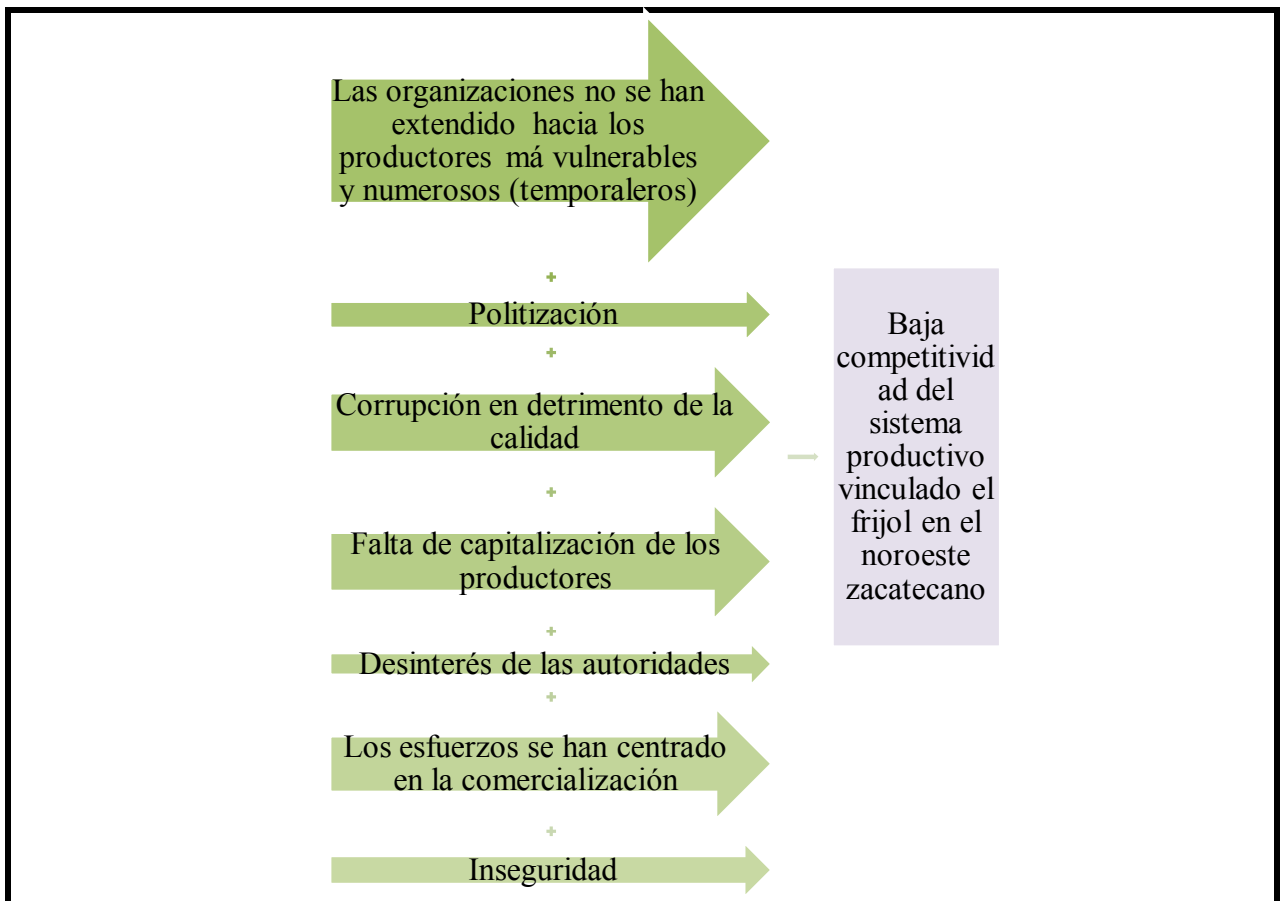 Las organizaciones no se han
extendido hacia los
productores má vulnerables
y numerosos (temporaleros)
+
Politización
+
Corrupción en detrimento de la
calidad
+
Falta de capitalización de los
productores
+
Desinterés de las autoridades
+
Los esfuerzos se han centrado
en la comercialización
+
Inseguridad
Baja
competitivid
ad del
sistema
productivo
vinculado el
frijol en el
noroeste
zacatecano